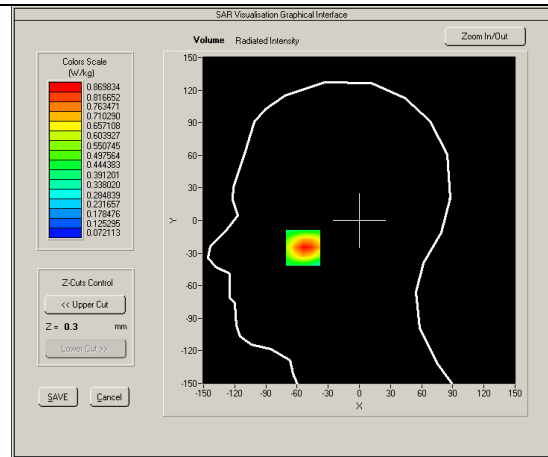 SAR Visualisation Graphical Interface
Volume Radiated Intensity
Zoom In/Out
Colors Scale
(W/kg)
0.869834
0.816652
0.763471
0.710290
0.657108
0.603927
0.550745
0.497564
0.444383
0.391201
0.338020
0.284839
0.231657
0.178476
0.125295
0.072113
Z-Cuts Control
<< Upper Cut
Z = 0.3 mm
Lower Cut >>
SAVE Cancel
150
120
90
60
30
0
-30
-60
-90
-120
-150
Y
-150 -120 -90 -60 -30 0 30 60 90 120 150
X